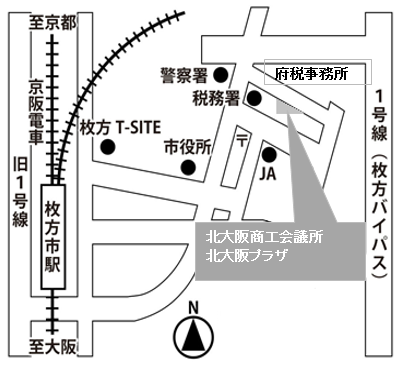 至京都
京阪電車
旧1号線
枚方T-SITE
警察署
税務署
府税事務所
市役所
〒
JA
1号線(枚方バイパス)
枚方市駅
北大阪商工会議所
北大阪プラザ
至大阪
N